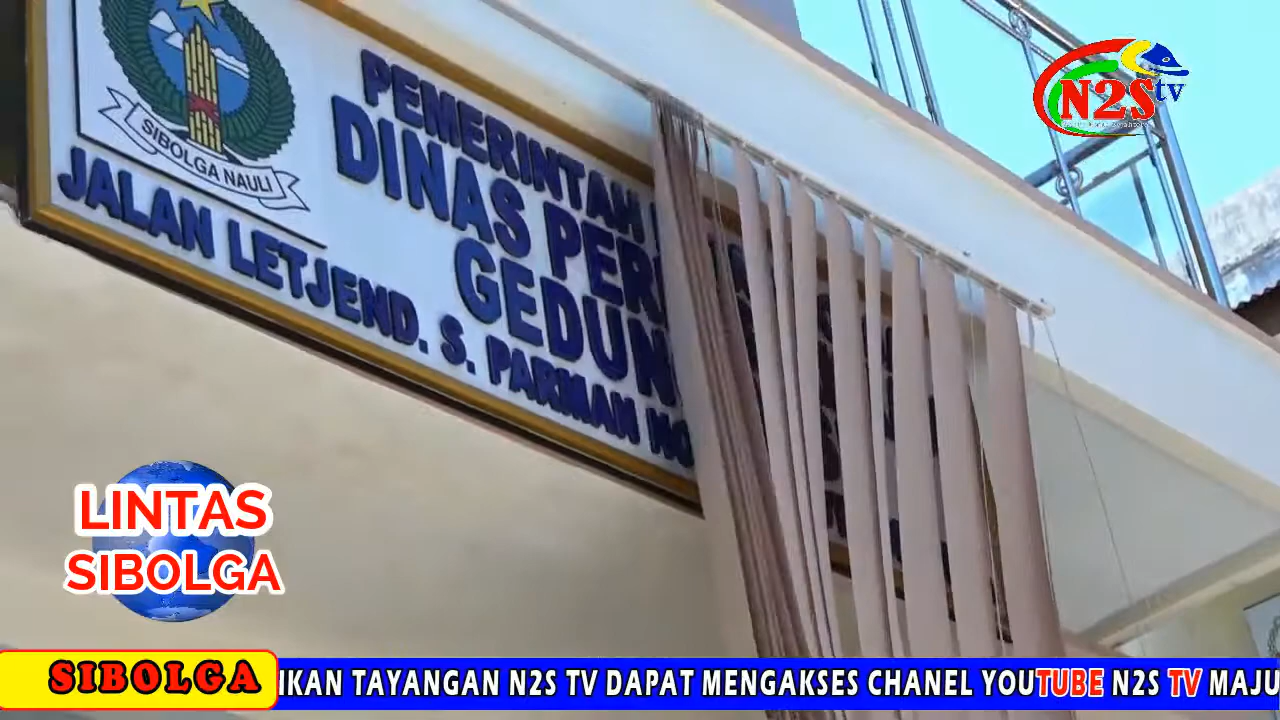 SIBOLGA NAULI
PEMERINTAH
DINAS
GEDUN
JALAN LETJEND. S. PARMAN NO
N2S tv
LINTAS
SIBOLGA
SIBOLGA
IKAN TAYANGAN N2S TV DAPAT MENGAKSES CHANEL YOUTUBE N2S TV MAJU